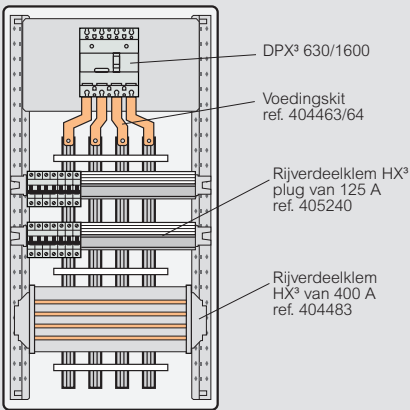 DPX³ 630/1600
Voedingskit
ref. 404463/64
Rijverdeelklem HX³
plug van 125 A
ref. 405240
Rijverdeelklem
HX³ van 400 A
ref. 404483